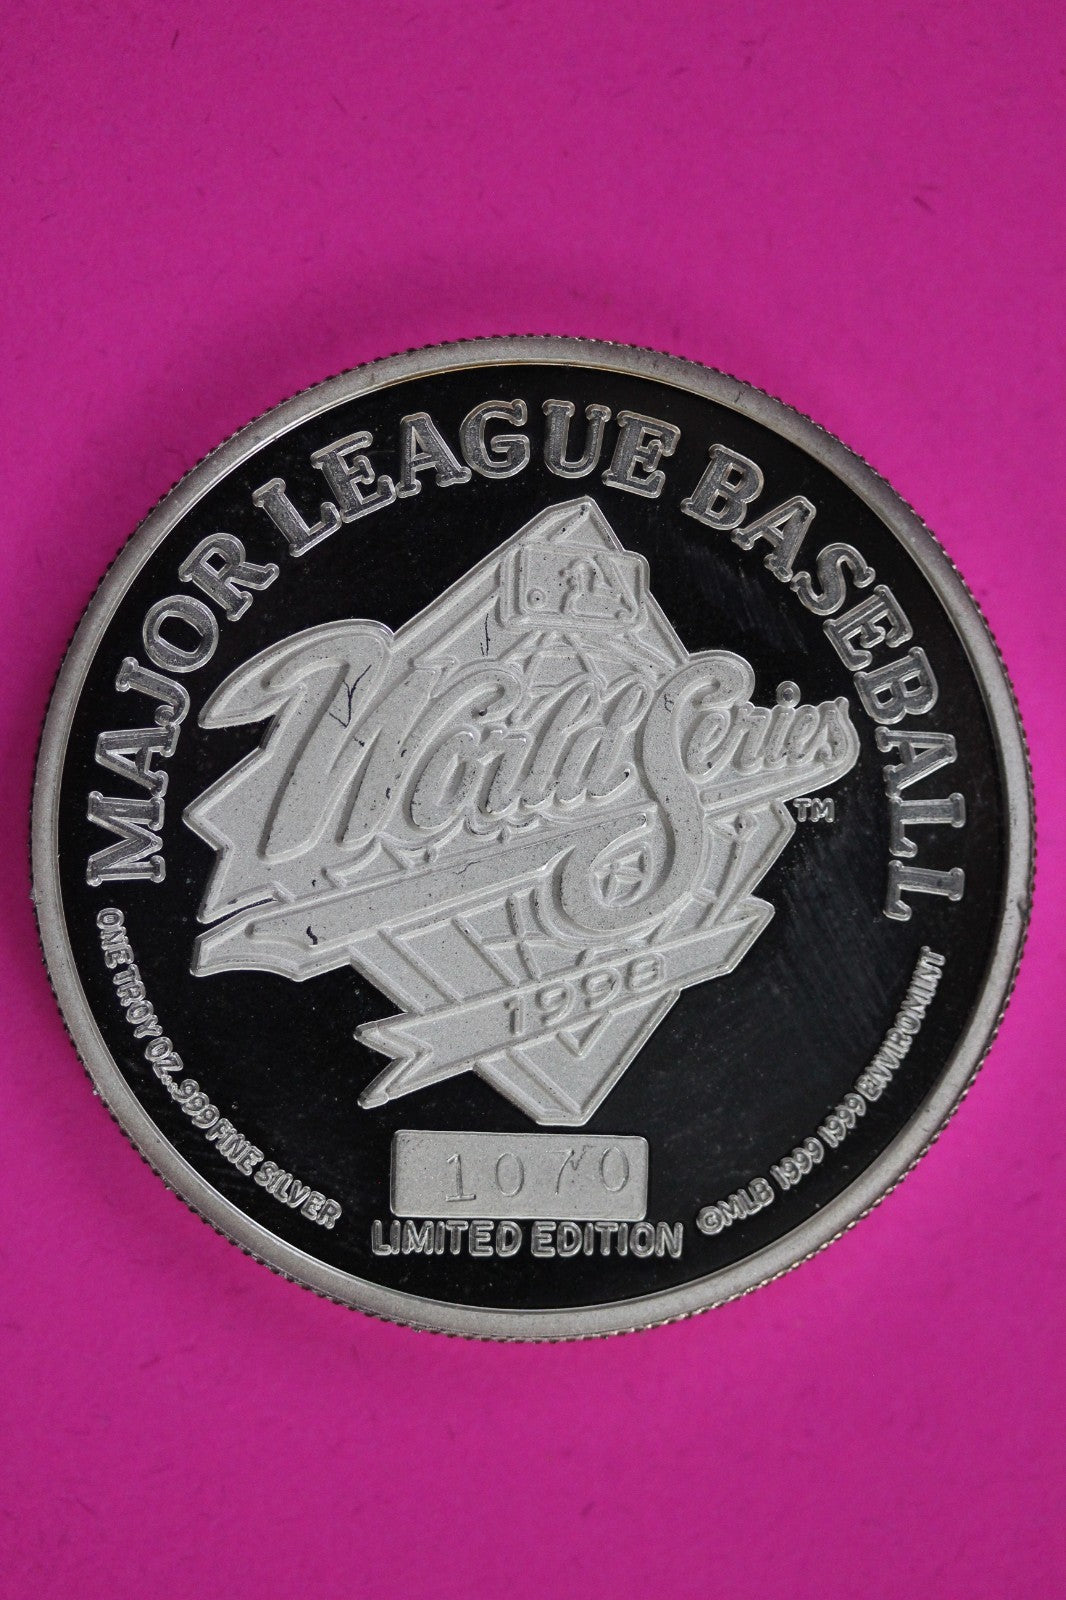 MAJOR LEAGUE BASEBALL
World Series
TM
1998
1070
LIMITED EDITION
ONE TROY OZ. .999 FINE SILVER
©MLB 1999 1999 ENVIROMINT